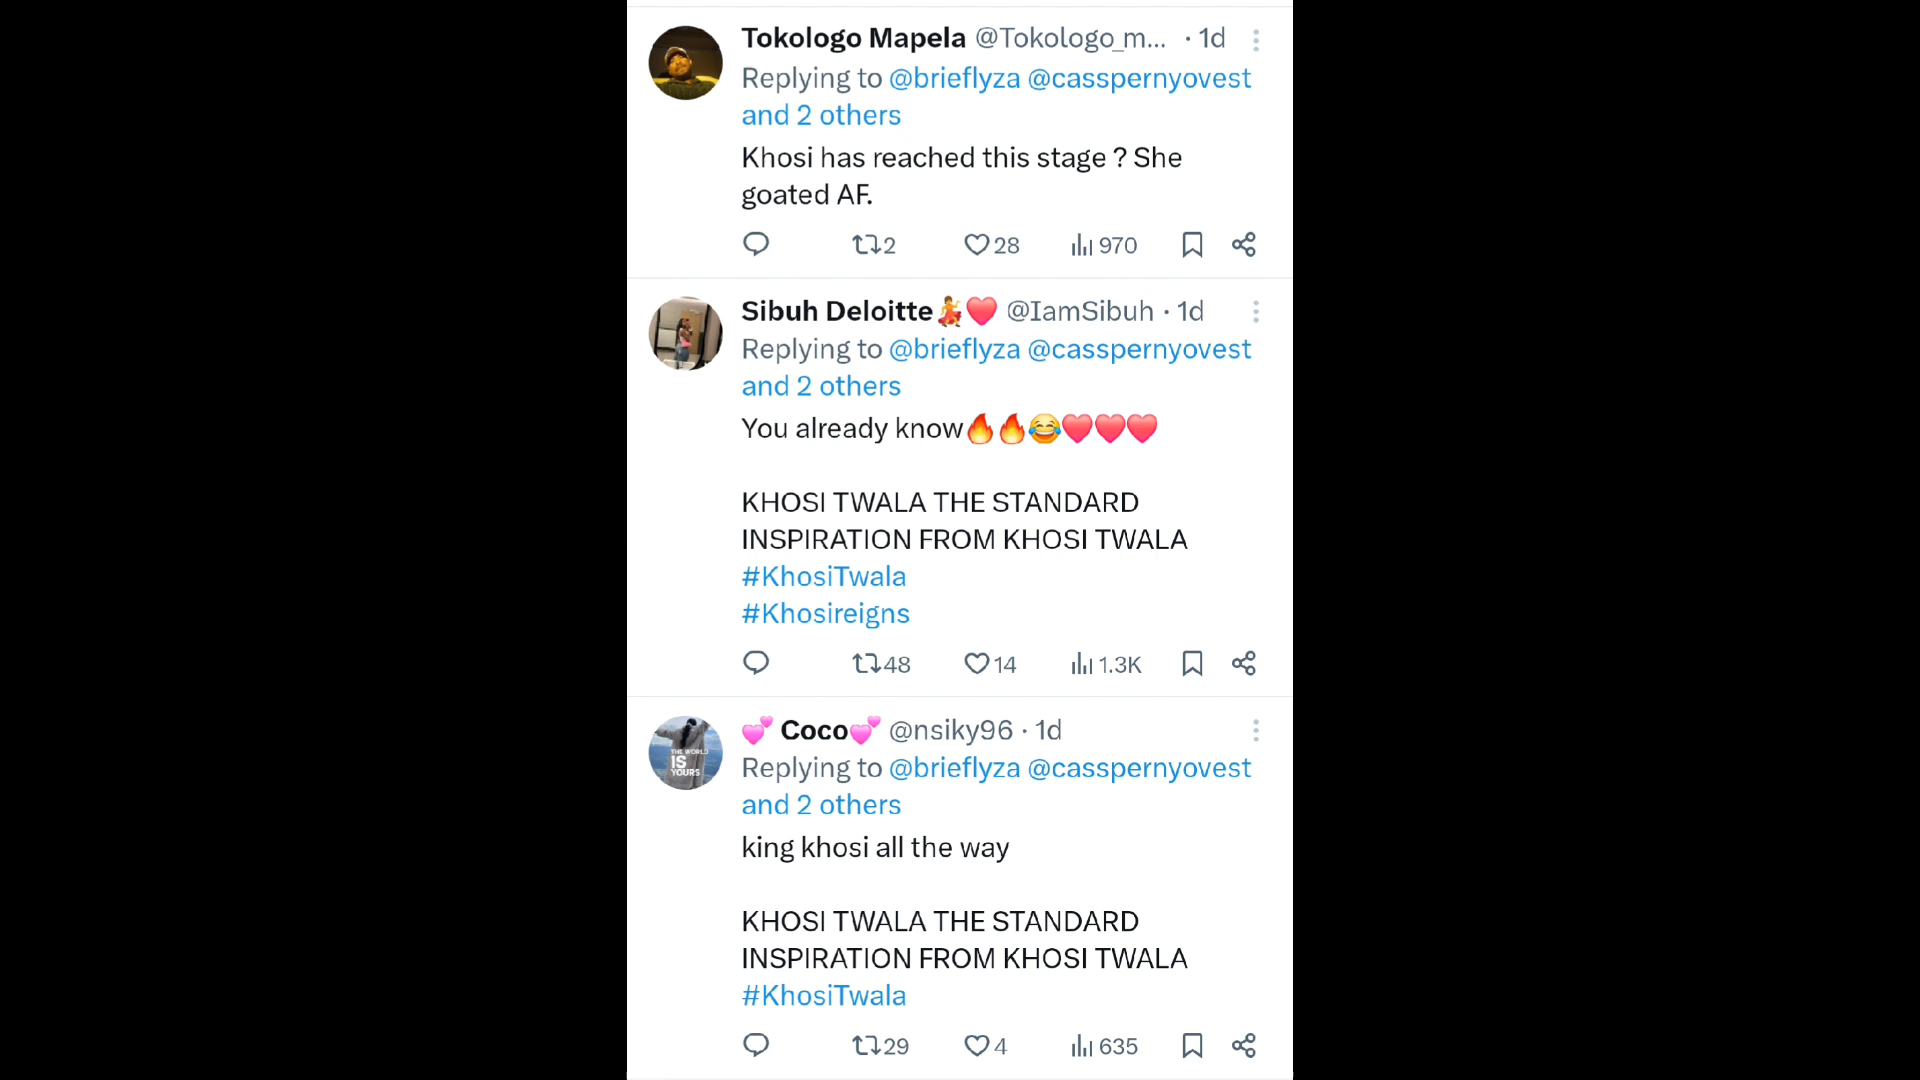 Tokologo Mapela @Tokologo_m... · 1d
Replying to @brieflyza @casspernyovest
and 2 others
Khosi has reached this stage ? She
goated AF.
2 28 970
Sibuh Deloitte💃❤️ @IamSibuh · 1d
Replying to @brieflyza @casspernyovest
and 2 others
You already know🔥🔥😂❤️❤️❤️
KHOSI TWALA THE STANDARD
INSPIRATION FROM KHOSI TWALA
#KhosiTwala
#Khosireigns
48 14 1.3K
💕 Coco💕 @nsiky96 · 1d
THE WORLD
IS
YOURS
Replying to @brieflyza @casspernyovest
and 2 others
king khosi all the way
KHOSI TWALA THE STANDARD
INSPIRATION FROM KHOSI TWALA
#KhosiTwala
29 4 635